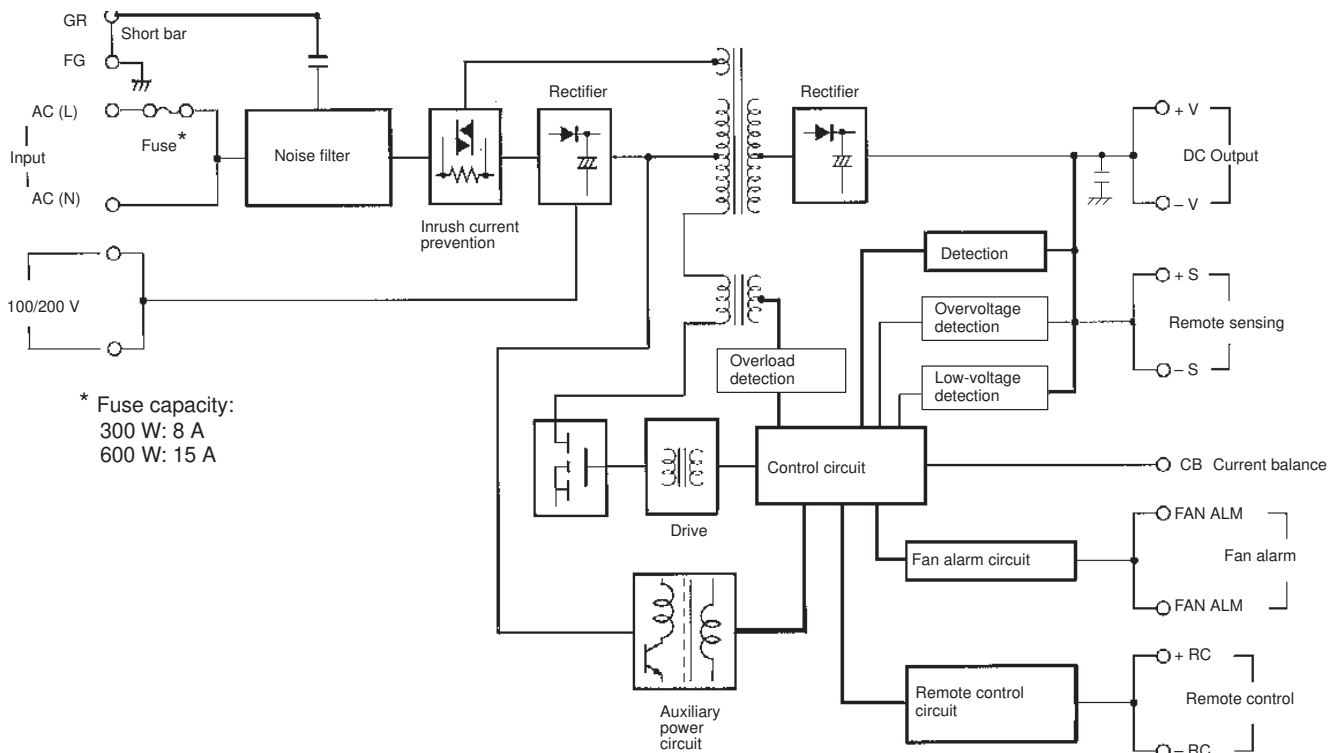 GR
Short bar
FG
AC (L)
Fuse*
Input
AC (N)
Noise filter
Inrush current
prevention
Rectifier
Rectifier
+ V
DC Output
– V
100/200 V
Detection
Overvoltage
detection
Low-voltage
detection
+ S
Remote sensing
– S
Overload
detection
* Fuse capacity:
300 W: 8 A
600 W: 15 A
Drive
Control circuit
CB Current balance
FAN ALM
Fan alarm circuit
Fan alarm
FAN ALM
Auxiliary
power
circuit
Remote control
circuit
+ RC
Remote control
– RC